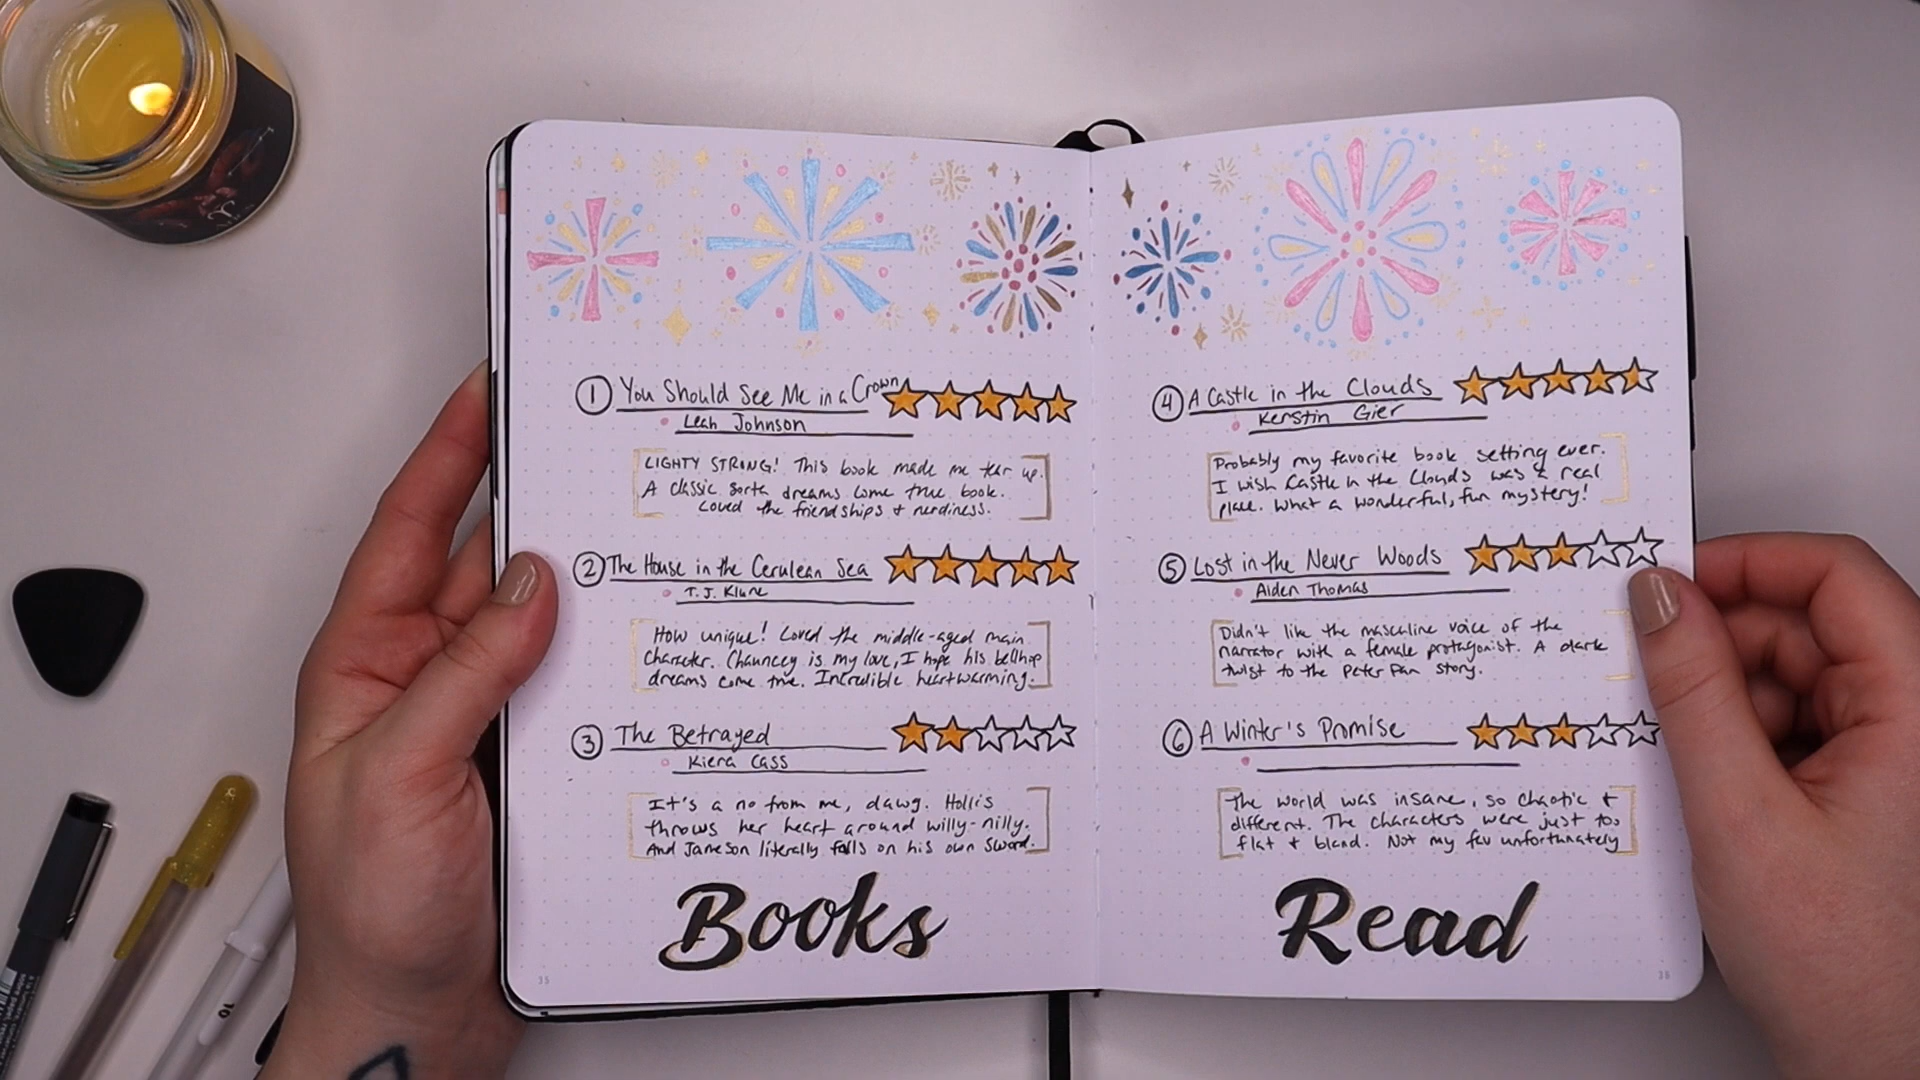 1 You Should See Me in a Crown
Leah Johnson
LIGHTY STRONG! This book made me tear up.
A classic sorta dreams come true book.
Loved the friendships + nerdiness.
2 The House in the Cerulean Sea
T.J. Klune
How unique! Loved the middle-aged main
character. Chauncey is my love, I hope his bellhop
dreams come true. Incredible heartwarming.
3 The Betrayed
Kiera Cass
It's a no from me, dawg. Hollis
throws her heart around willy-nilly.
And Jameson literally falls on his own sword.
Books
35
4 A Castle in the Clouds
Kerstin Gier
Probably my favorite book setting ever.
I wish Castle in the Clouds was a real
place. What a wonderful, fun mystery!
5 Lost in the Never Woods
Aiden Thomas
Didn't like the masculine voice of the
narrator with a female protagonist. A dark
twist to the Peter Pan story.
6 A Winter's Promise
The world was insane, so chaotic +
different. The characters were just too
flat + bland. Not my fav unfortunately
Read
36
10